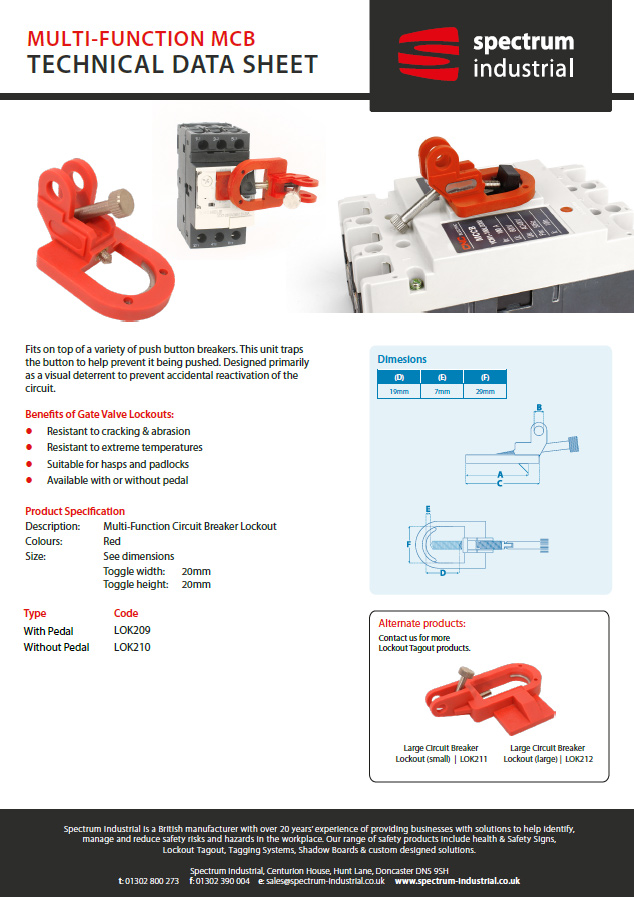 MULTI-FUNCTION MCB
TECHNICAL DATA SHEET
spectrum
industrial
MCCB
Fits on top of a variety of push button breakers. This unit traps
the button to help prevent it being pushed. Designed primarily
as a visual deterrent to prevent accidental reactivation of the
circuit.
Benefits of Gate Valve Lockouts:
Resistant to cracking & abrasion
Resistant to extreme temperatures
Suitable for hasps and padlocks
Available with or without pedal
Product Specification
Description: Multi-Function Circuit Breaker Lockout
Colours: Red
Size: See dimensions
Toggle width: 20mm
Toggle height: 20mm
Type Code
With Pedal LOK209
Without Pedal LOK210
Dimesions
(D) (E) (F)
19mm 7mm 29mm
B
A
C
E
F
D
Alternate products:
Contact us for more
Lockout Tagout products.
Large Circuit Breaker
Lockout (small) | LOK211
Large Circuit Breaker
Lockout (large) | LOK212
Spectrum Industrial is a British manufacturer with over 20 years' experience of providing businesses with solutions to help identify,
manage and reduce safety risks and hazards in the workplace. Our range of safety products include health & Safety Signs,
Lockout Tagout, Tagging Systems, Shadow Boards & custom designed solutions.
Spectrum Industrial, Centurion House, Hunt Lane, Doncaster DN5 9SH
t: 01302 800 273 f: 01302 390 004 e: sales@spectrum-industrial.co.uk www.spectrum-industrial.co.uk